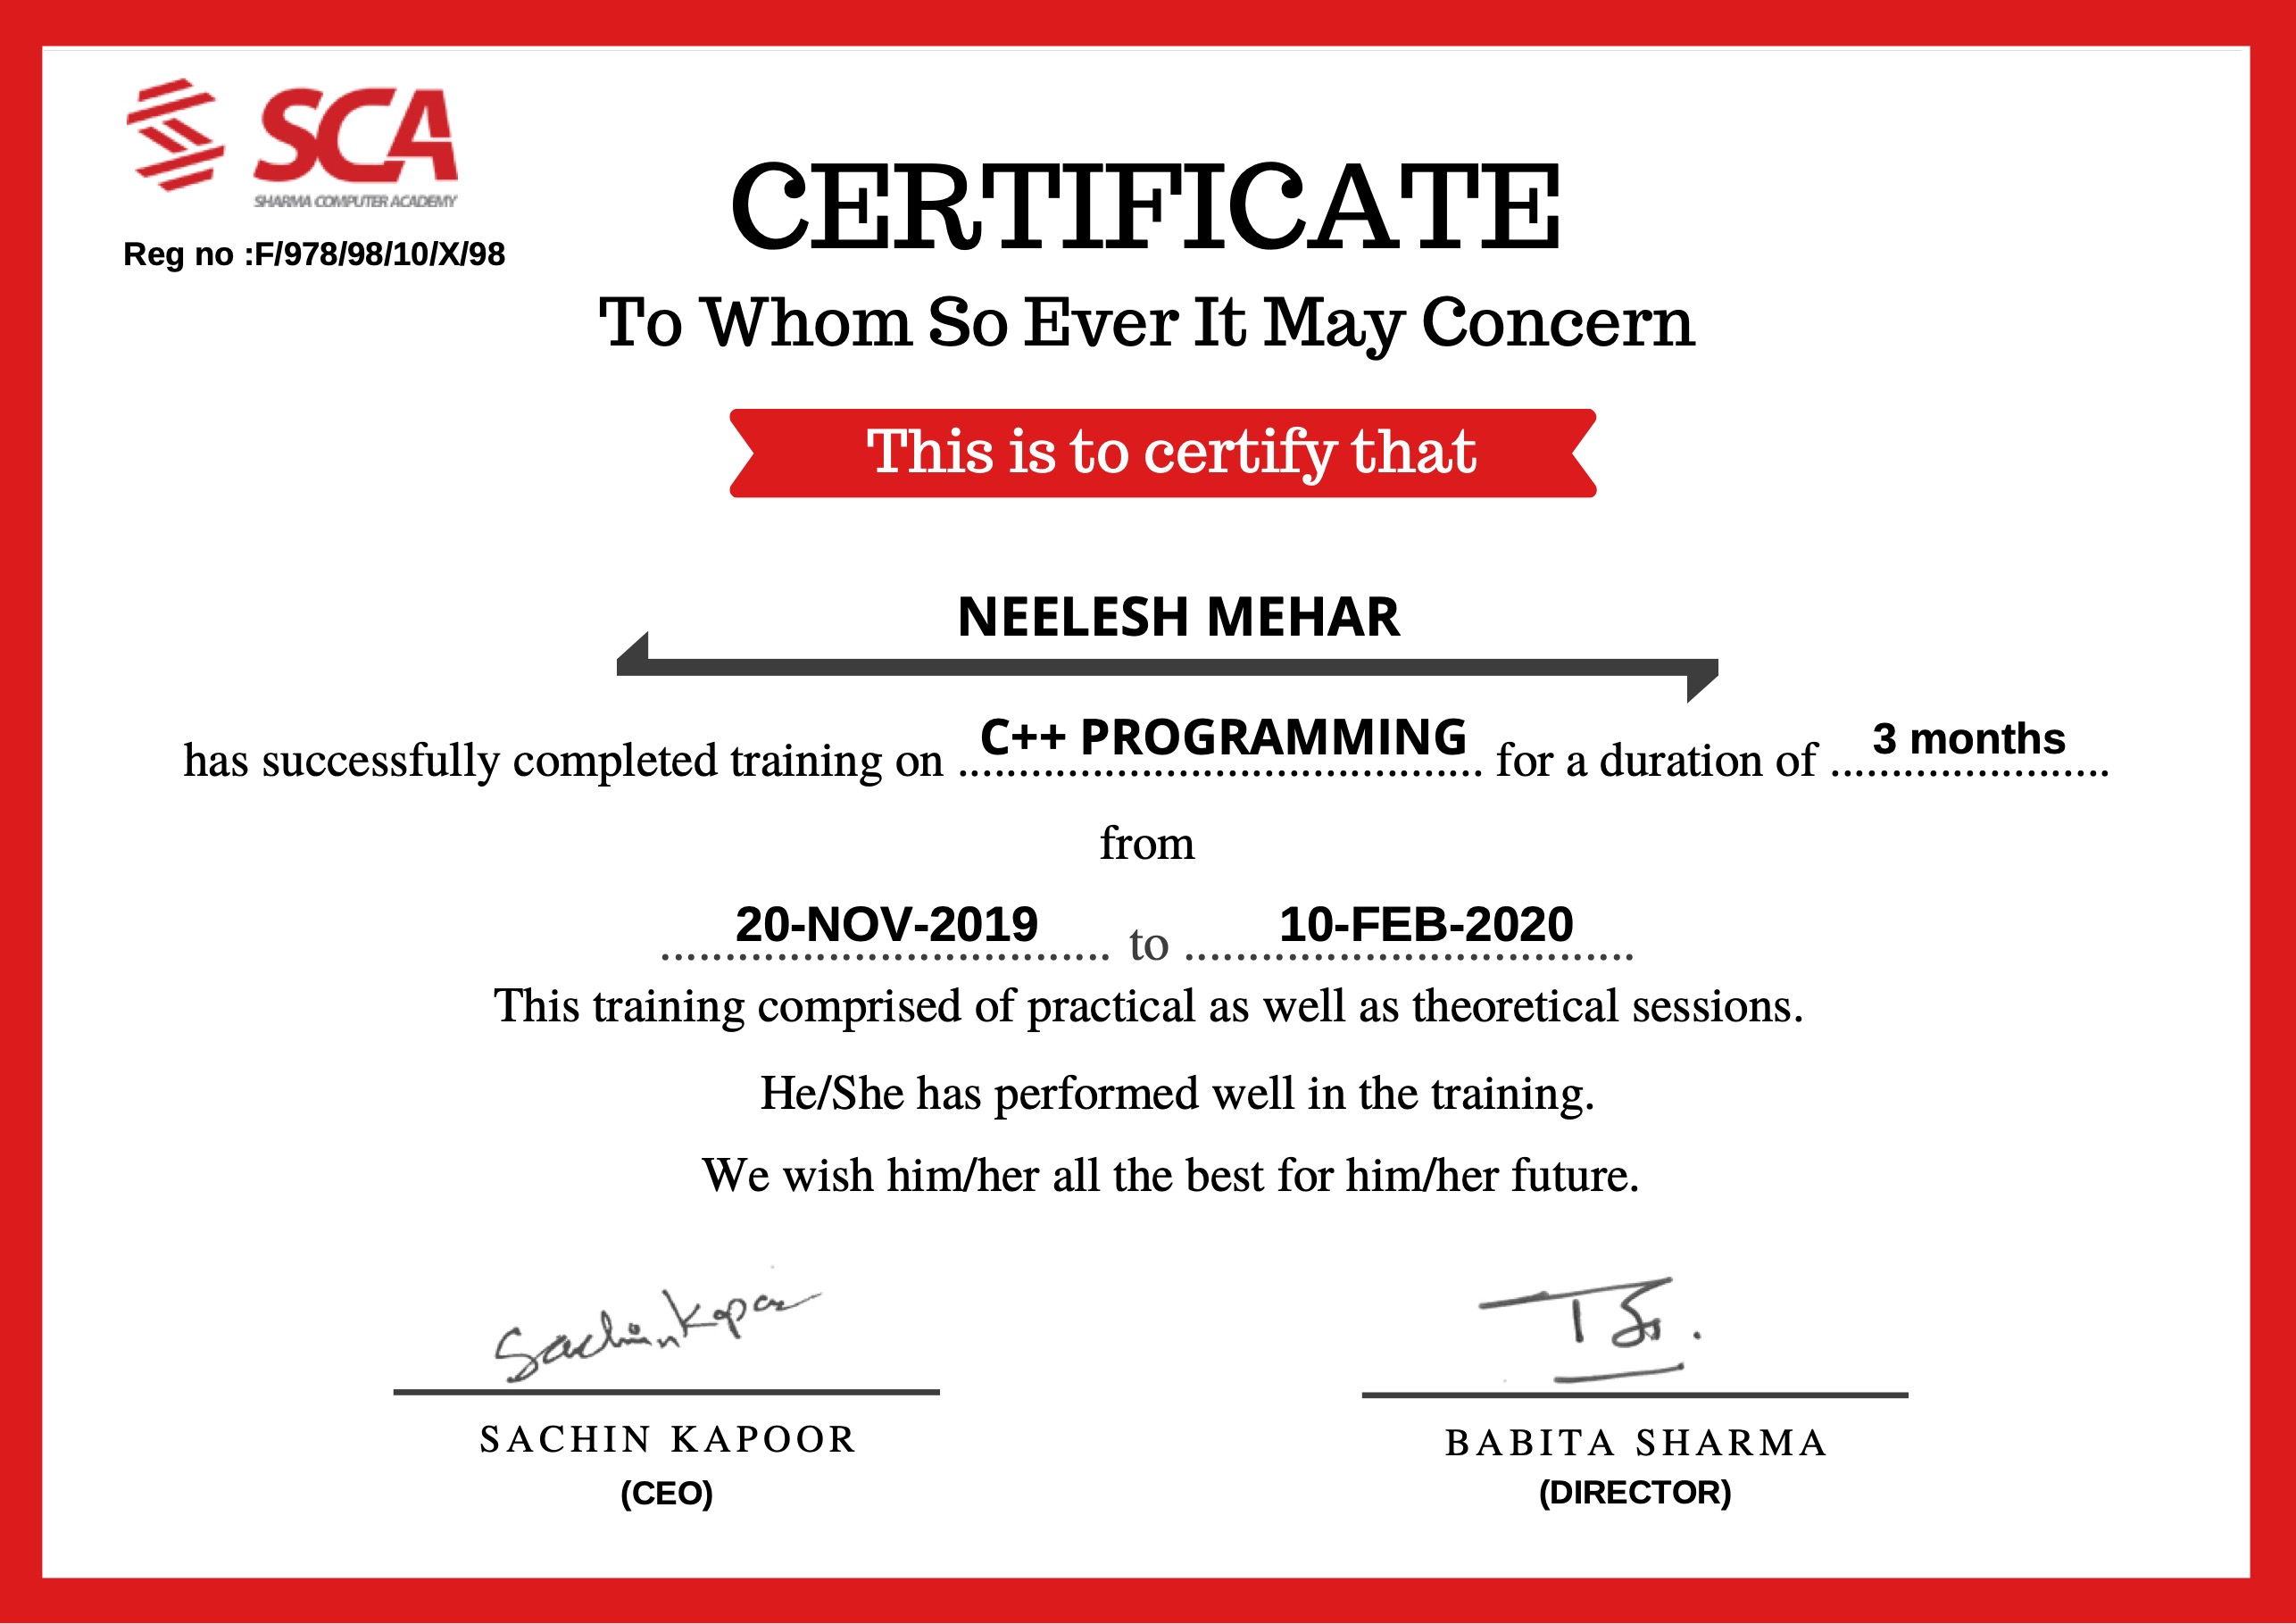 SCA
SHARMA COMPUTER ACADEMY
Reg no :F/978/98/10/X/98
CERTIFICATE
To Whom So Ever It May Concern
This is to certify that
NEELESH MEHAR
has successfully completed training on C++ PROGRAMMING for a duration of 3 months
from
20-NOV-2019 to 10-FEB-2020
This training comprised of practical as well as theoretical sessions.
He/She has performed well in the training.
We wish him/her all the best for him/her future.
Sachin Kapoor
SACHIN KAPOOR
(CEO)
BABITA SHARMA
(DIRECTOR)